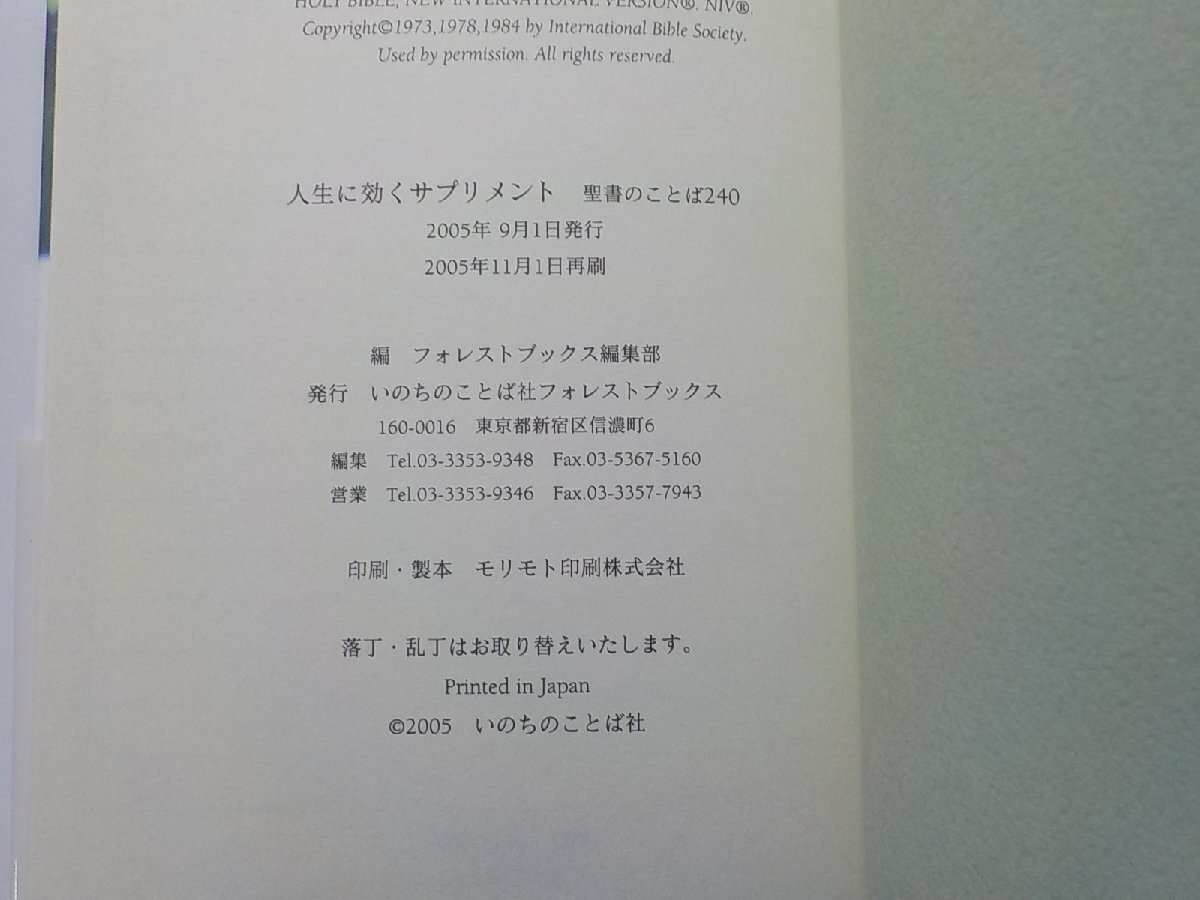 HOLY BIBLE, NEW INTERNATIONAL VERSION®. NIV®.
Copyright©1973,1978,1984 by International Bible Society.
Used by permission. All rights reserved.
人生に効くサプリメント　聖書のことば240
2005年 9月1日発行
2005年11月1日再刷
編　フォレストブックス編集部
発行　いのちのことば社フォレストブックス
160-0016　東京都新宿区信濃町6
編集　Tel.03-3353-9348　Fax.03-5367-5160
営業　Tel.03-3353-9346　Fax.03-3357-7943
印刷・製本　モリモト印刷株式会社
落丁・乱丁はお取り替えいたします。
Printed in Japan
©2005　いのちのことば社